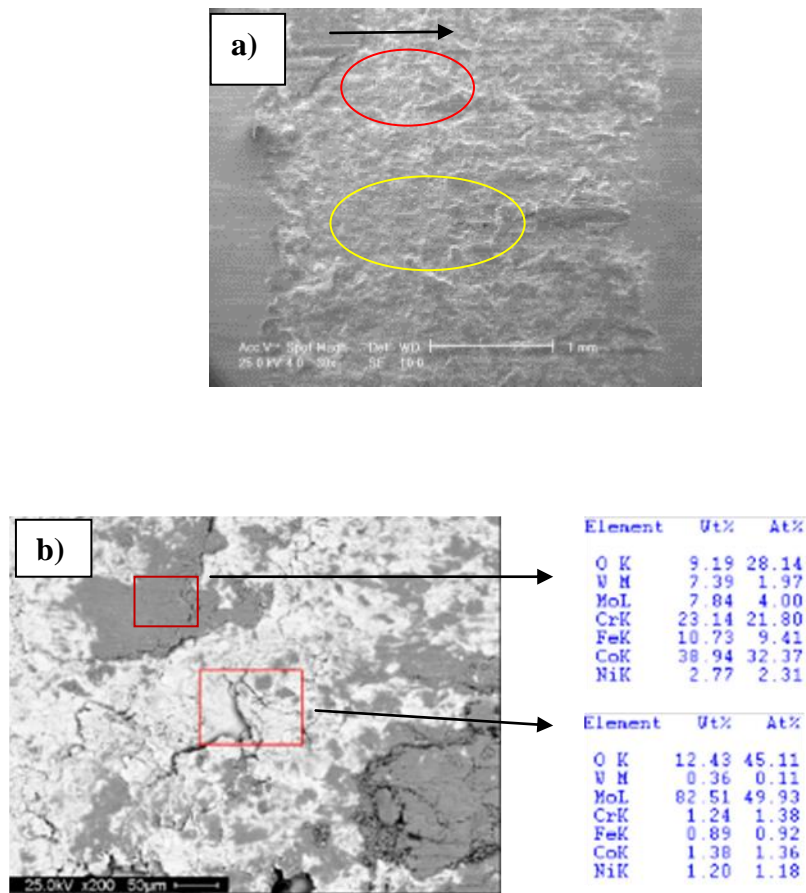 a)
Acc.V Spot Magn Det WD 1 mm
25.0 kV 4.0 30x SE 10.0
b)
25.0kV x200 50µm
Element Wt% At%
O K 9.19 28.14
W M 7.39 1.97
MoL 7.84 4.00
CrK 23.14 21.80
FeK 10.73 9.41
CoK 38.94 32.37
NiK 2.77 2.31
Element Wt% At%
O K 12.43 45.11
W M 0.36 0.11
MoL 82.51 49.93
CrK 1.24 1.38
FeK 0.89 0.92
CoK 1.38 1.36
NiK 1.20 1.18